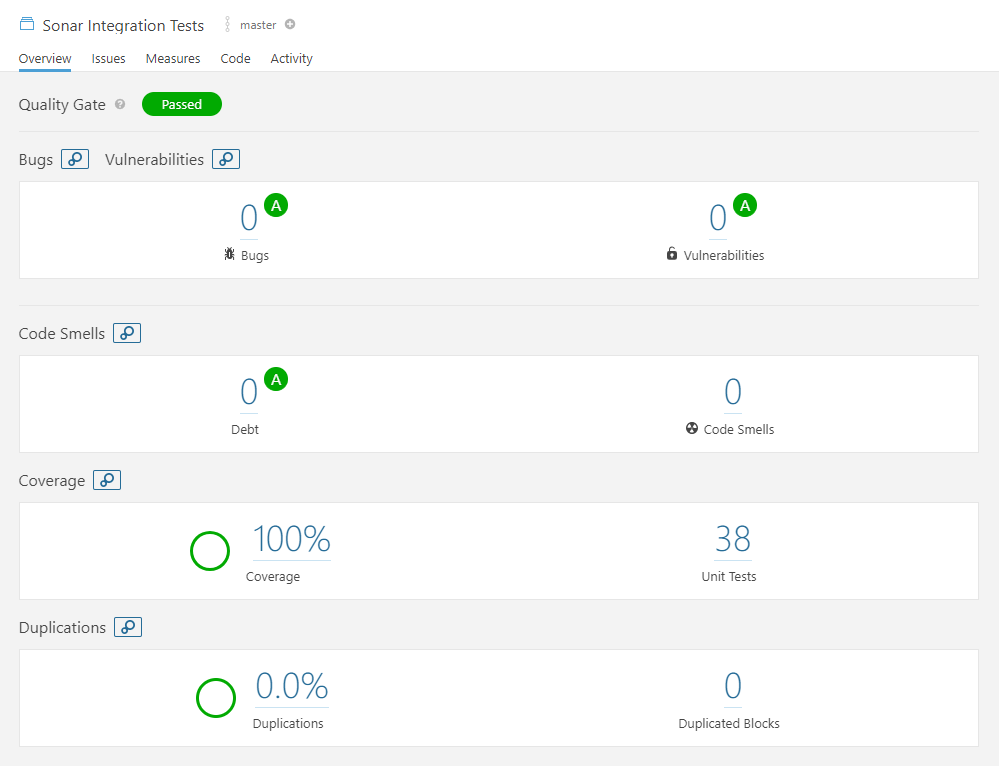 Sonar Integration Tests master
Overview Issues Measures Code Activity
Quality Gate ? Passed
Bugs Vulnerabilities
0 A 0 A
Bugs Vulnerabilities
Code Smells
0 A 0
Debt Code Smells
Coverage
100% 38
Coverage Unit Tests
Duplications
0.0% 0
Duplications Duplicated Blocks